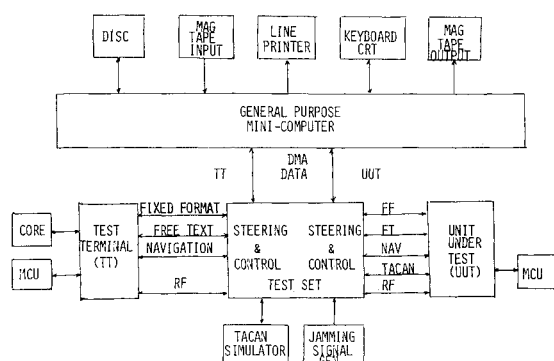 DISC
MAG
TAPE
INPUT
LINE
PRINTER
KEYBOARD
CRT
MAG
TAPE
OUTPUT
GENERAL PURPOSE
MINI-COMPUTER
TT
DMA
DATA
UUT
CORE
MCU
TEST
TERMINAL
(TT)
FIXED FORMAT
FREE TEXT
NAVIGATION
RF
STEERING
&
CONTROL
STEERING
&
CONTROL
TEST SET
FF
FT
NAV
TACAN
RF
UNIT
UNDER
TEST(UUT)
MCU
TACAN
SIMULATOR
JAMMING
SIGNAL